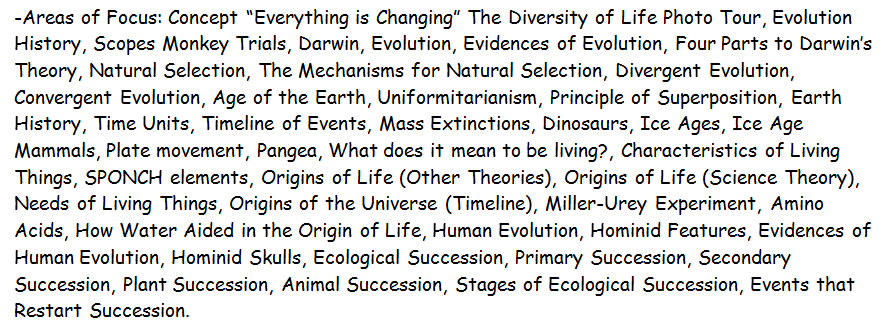 -Areas of Focus: Concept “Everything is Changing” The Diversity of Life Photo Tour, Evolution
History, Scopes Monkey Trials, Darwin, Evolution, Evidences of Evolution, Four Parts to Darwin’s
Theory, Natural Selection, The Mechanisms for Natural Selection, Divergent Evolution,
Convergent Evolution, Age of the Earth, Uniformitarianism, Principle of Superposition, Earth
History, Time Units, Timeline of Events, Mass Extinctions, Dinosaurs, Ice Ages, Ice Age
Mammals, Plate movement, Pangea, What does it mean to be living?, Characteristics of Living
Things, SPONCH elements, Origins of Life (Other Theories), Origins of Life (Science Theory),
Needs of Living Things, Origins of the Universe (Timeline), Miller-Urey Experiment, Amino
Acids, How Water Aided in the Origin of Life, Human Evolution, Hominid Features, Evidences of
Human Evolution, Hominid Skulls, Ecological Succession, Primary Succession, Secondary
Succession, Plant Succession, Animal Succession, Stages of Ecological Succession, Events that
Restart Succession.